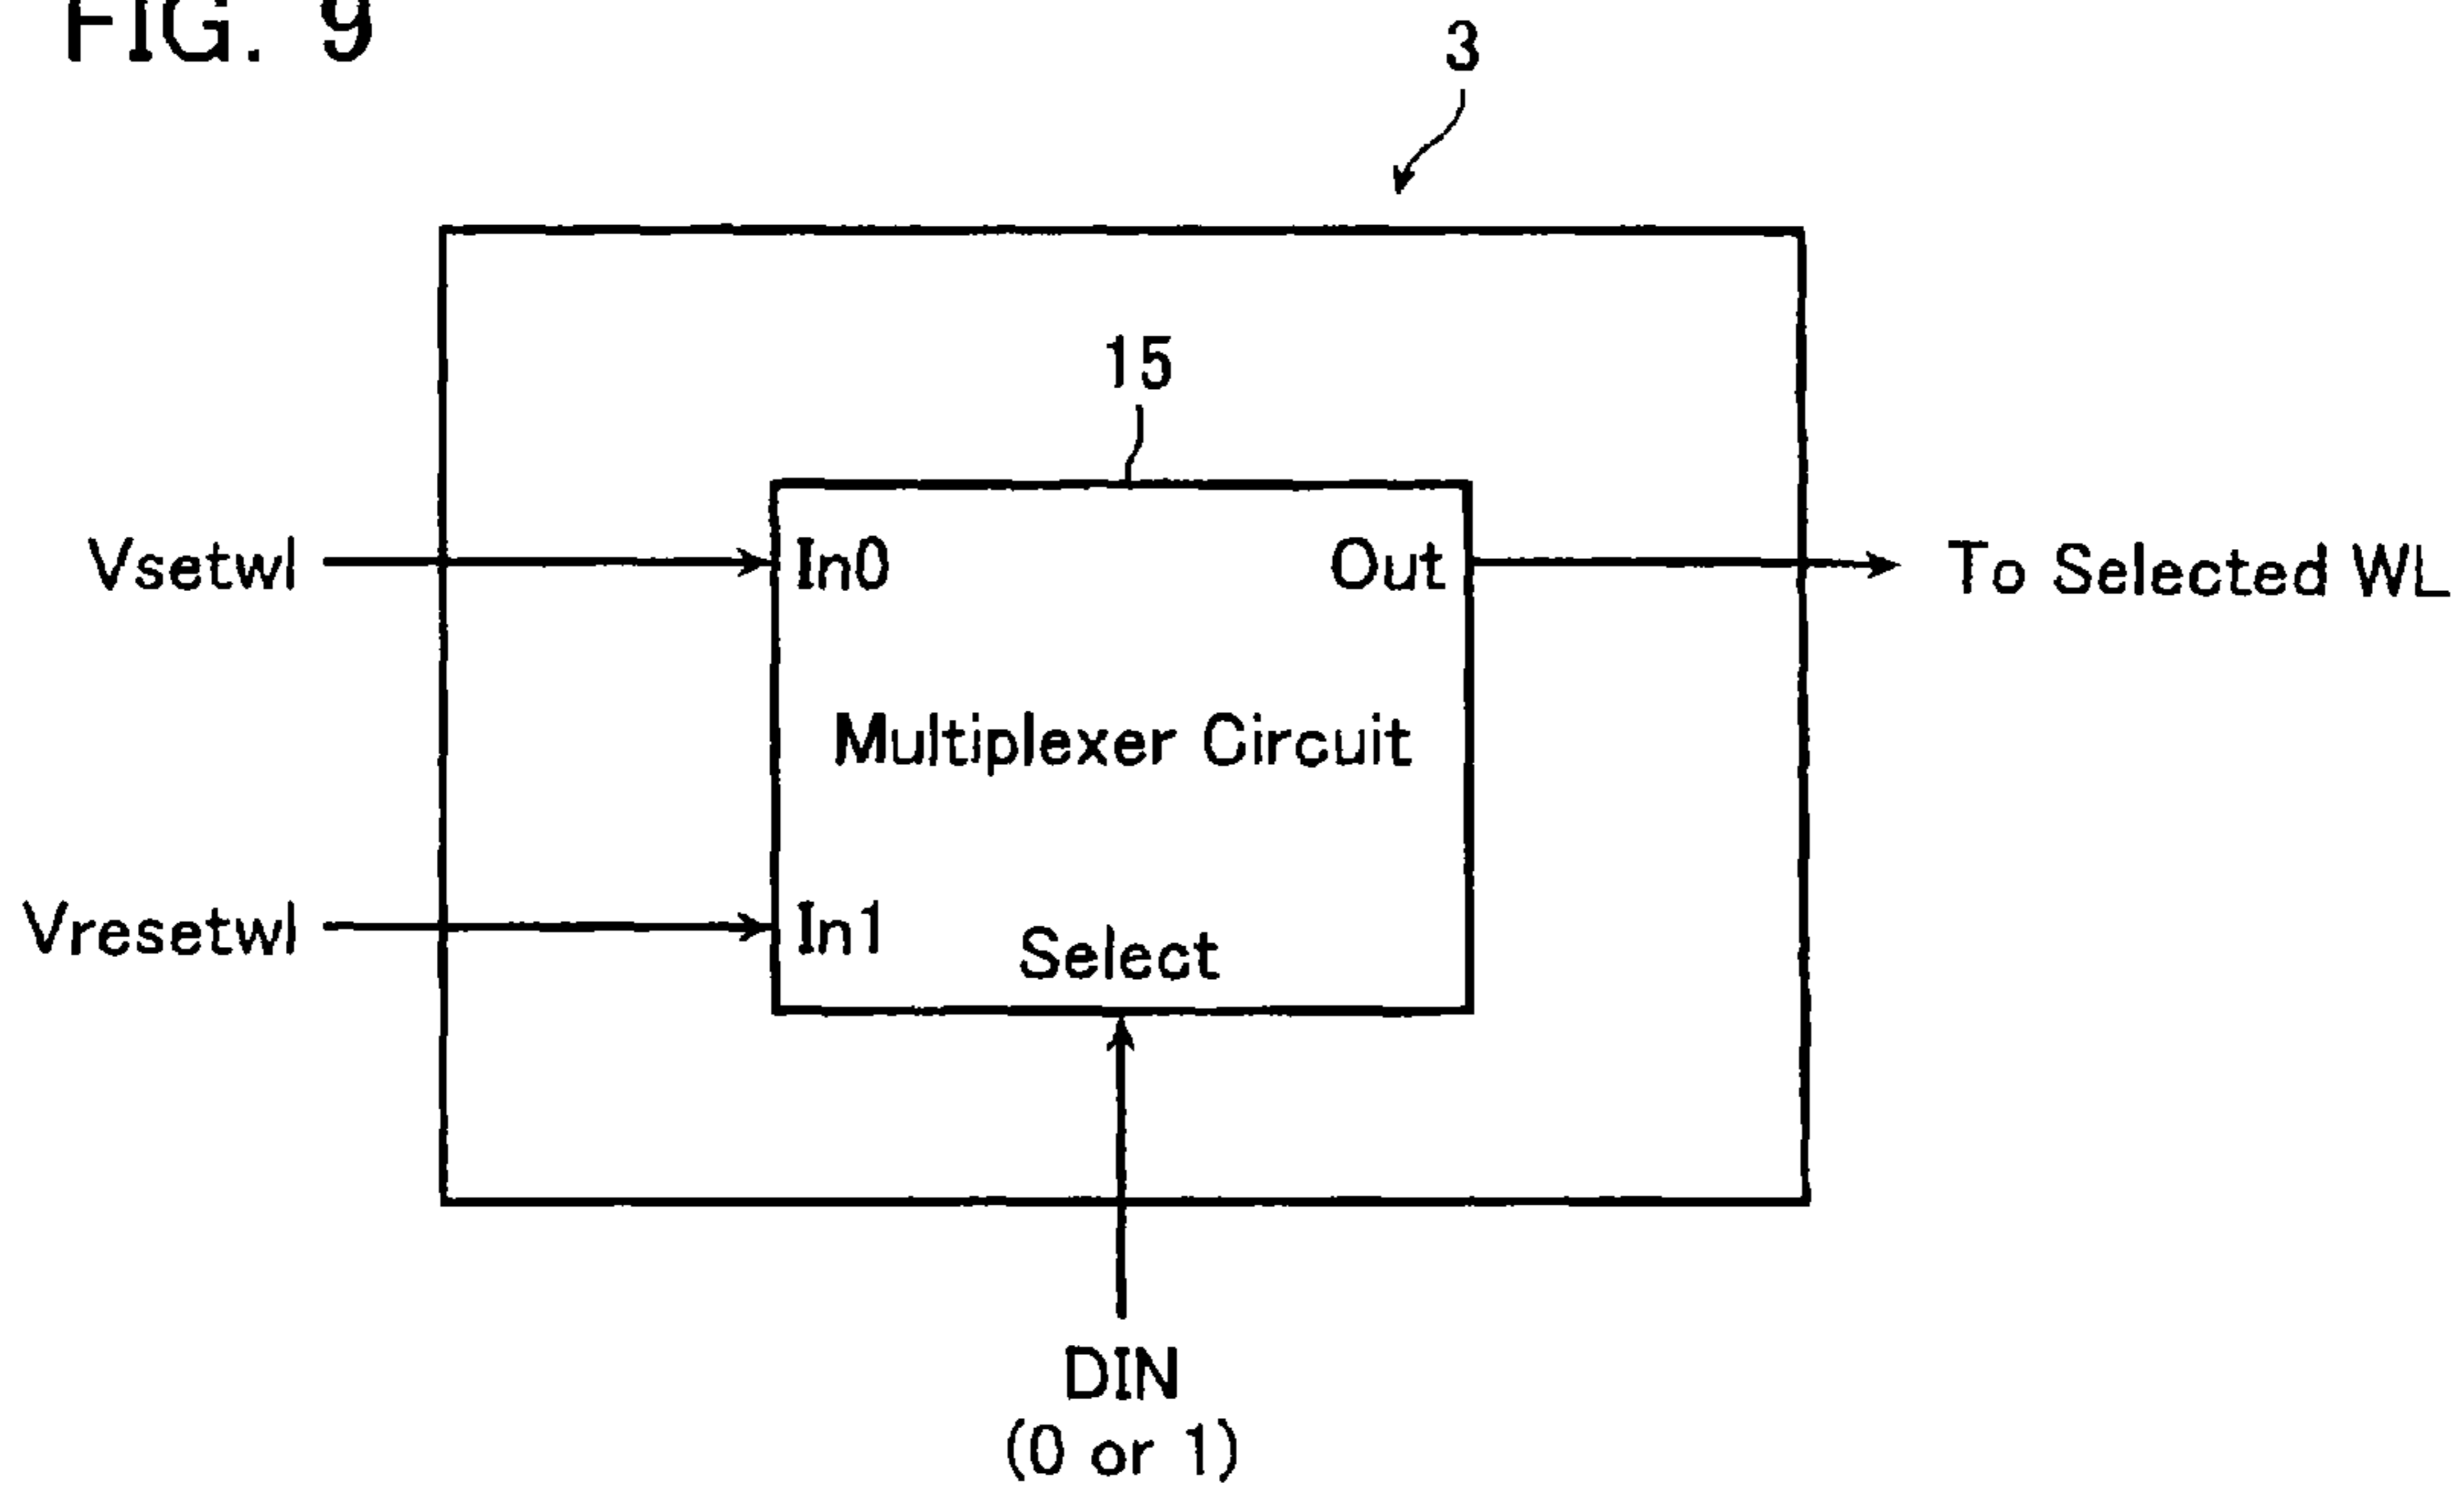 FIG. 9
3
15
Vsetwl
In0
Out
To Selected WL
Multiplexer Circuit
Vresetwl
In1
Select
DIN
(0 or 1)